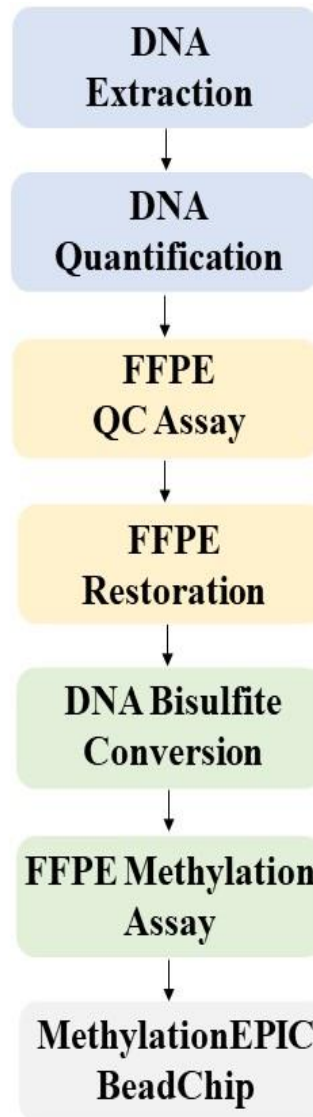 DNA
Extraction
DNA
Quantification
FFPE
QC Assay
FFPE
Restoration
DNA Bisulfite
Conversion
FFPE Methylation
Assay
MethylationEPIC
BeadChip